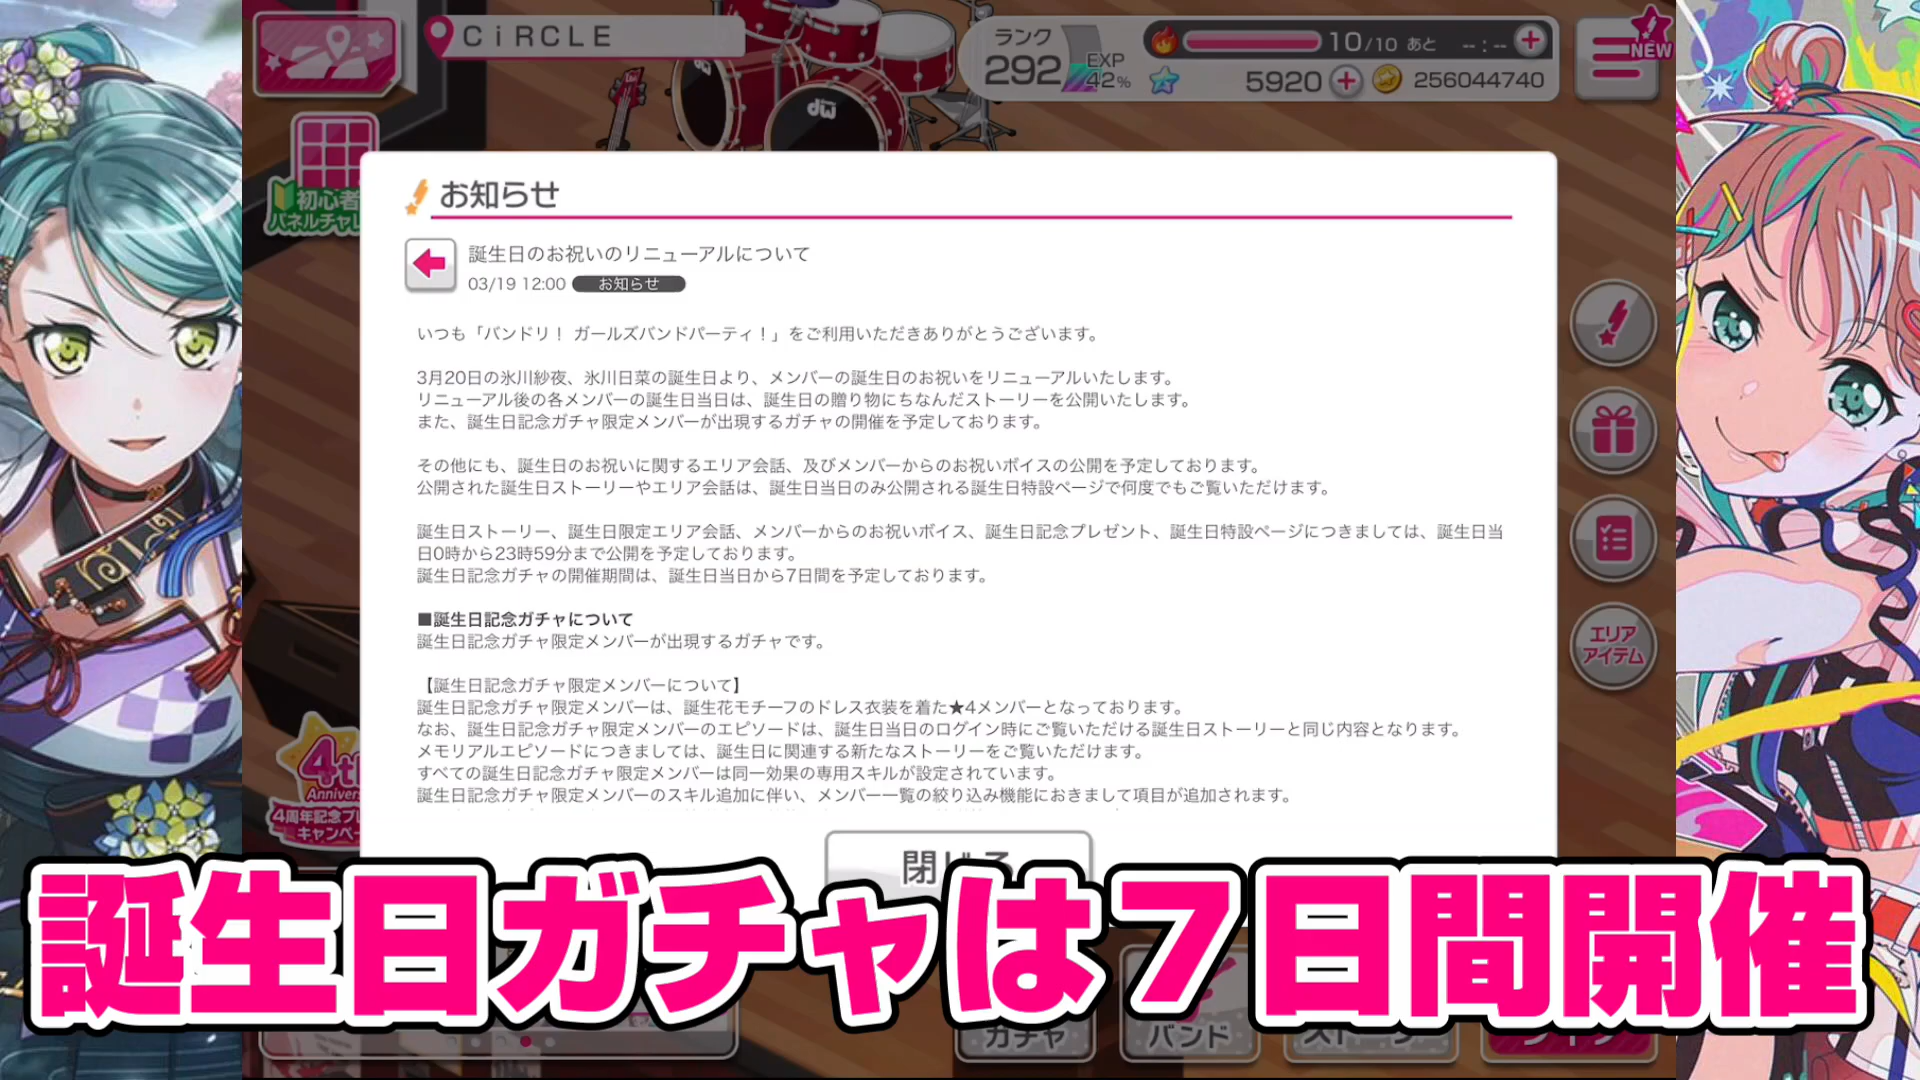 CiRCLE
ランク
292
EXP
42%
10/10 あと --:--
5920
256044740
NEW
初心者
パネルチャレ
お知らせ
誕生日のお祝いのリニューアルについて
03/19 12:00 お知らせ
いつも「バンドリ！ ガールズバンドパーティ！」をご利用いただきありがとうございます。
3月20日の氷川紗夜、氷川日菜の誕生日より、メンバーの誕生日のお祝いをリニューアルいたします。
リニューアル後の各メンバーの誕生日当日は、誕生日の贈り物にちなんだストーリーを公開いたします。
また、誕生日記念ガチャ限定メンバーが出現するガチャの開催を予定しております。
その他にも、誕生日のお祝いに関するエリア会話、及びメンバーからのお祝いボイスの公開を予定しております。
公開された誕生日ストーリーやエリア会話は、誕生日当日のみ公開される誕生日特設ページで何度でもご覧いただけます。
誕生日ストーリー、誕生日限定エリア会話、メンバーからのお祝いボイス、誕生日記念プレゼント、誕生日特設ページにつきましては、誕生日当
日0時から23時59分まで公開を予定しております。
誕生日記念ガチャの開催期間は、誕生日当日から7日間を予定しております。
■誕生日記念ガチャについて
誕生日記念ガチャ限定メンバーが出現するガチャです。
【誕生日記念ガチャ限定メンバーについて】
誕生日記念ガチャ限定メンバーは、誕生花モチーフのドレス衣装を着た★4メンバーとなっております。
なお、誕生日記念ガチャ限定メンバーのエピソードは、誕生日当日のログイン時にご覧いただける誕生日ストーリーと同じ内容となります。
メモリアルエピソードにつきましては、誕生日に関連する新たなストーリーをご覧いただけます。
すべての誕生日記念ガチャ限定メンバーは同一効果の専用スキルが設定されています。
誕生日記念ガチャ限定メンバーのスキル追加に伴い、メンバー一覧の絞り込み機能におきまして項目が追加されます。
エリア
アイテム
4th
Annivers
4周年記念プレ
キャンペー
閉じる
誕生日ガチャは7日間開催
ガチャ
バンド
dw